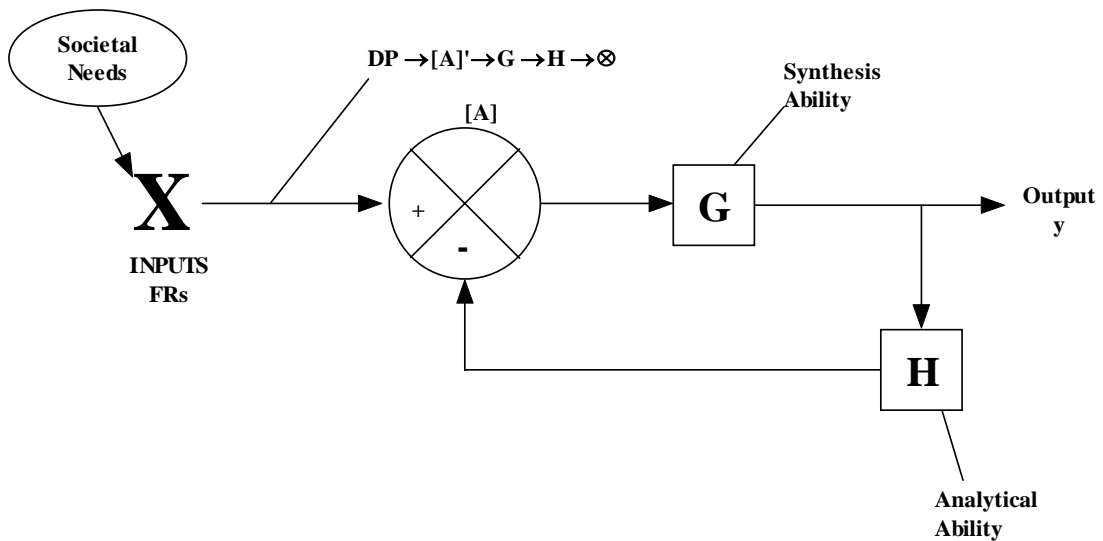 Societal
Needs
DP →[A]'→G →H →⊗
Synthesis
Ability
[A]
X
+
-
G
Output
y
INPUTS
FRs
H
Analytical
Ability